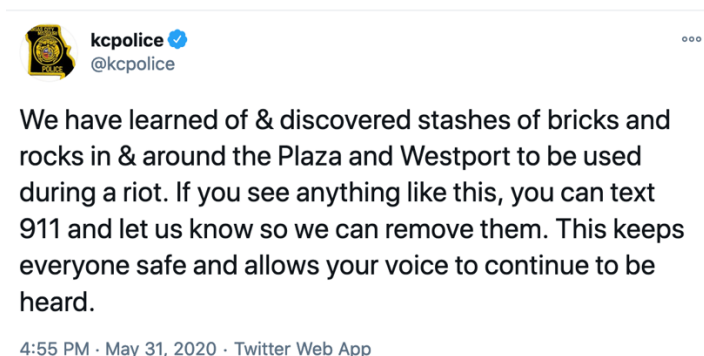 kcpolice
@kcpolice
We have learned of & discovered stashes of bricks and
rocks in & around the Plaza and Westport to be used
during a riot. If you see anything like this, you can text
911 and let us know so we can remove them. This keeps
everyone safe and allows your voice to continue to be
heard.
4:55 PM · May 31, 2020 · Twitter Web App